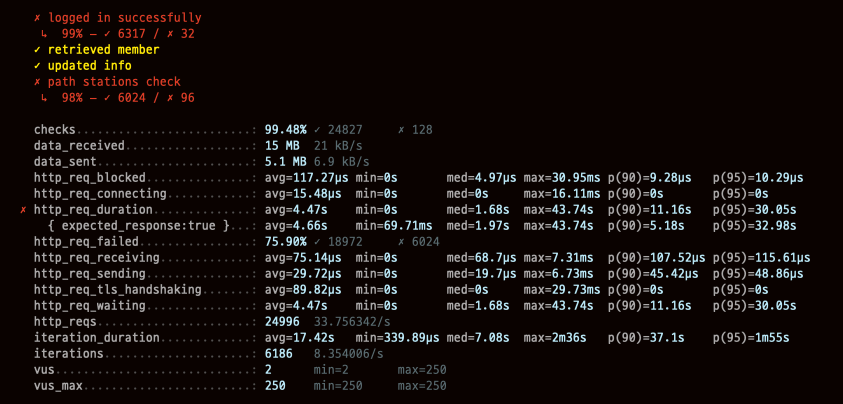 ✗ logged in successfully
↳  99% — ✓ 6317 / ✗ 32
✓ retrieved member
✓ updated info
✗ path stations check
↳  98% — ✓ 6024 / ✗ 96
checks.........................: 99.48% ✓ 24827     ✗ 128
data_received..................: 15 MB  21 kB/s
data_sent......................: 5.1 MB 6.9 kB/s
http_req_blocked...............: avg=117.27µs min=0s       med=4.97µs max=30.95ms p(90)=9.28µs   p(95)=10.29µs
http_req_connecting............: avg=15.48µs  min=0s       med=0s     max=16.11ms p(90)=0s       p(95)=0s
✗ http_req_duration..............: avg=4.47s    min=0s       med=1.68s  max=43.74s  p(90)=11.16s   p(95)=30.05s
{ expected_response:true }...: avg=4.66s    min=69.71ms  med=1.97s  max=43.74s  p(90)=5.18s    p(95)=32.98s
http_req_failed................: 75.90% ✓ 18972     ✗ 6024
http_req_receiving.............: avg=75.14µs  min=0s       med=68.7µs max=7.31ms  p(90)=107.52µs p(95)=115.61µs
http_req_sending...............: avg=29.72µs  min=0s       med=19.7µs max=6.73ms  p(90)=45.42µs  p(95)=48.86µs
http_req_tls_handshaking.......: avg=89.82µs  min=0s       med=0s     max=29.73ms p(90)=0s       p(95)=0s
http_req_waiting...............: avg=4.47s    min=0s       med=1.68s  max=43.74s  p(90)=11.16s   p(95)=30.05s
http_reqs......................: 24996  33.756342/s
iteration_duration.............: avg=17.42s   min=339.89µs med=7.08s  max=2m36s   p(90)=37.1s    p(95)=1m55s
iterations.....................: 6186   8.354006/s
vus............................: 2      min=2       max=250
vus_max........................: 250    min=250     max=250